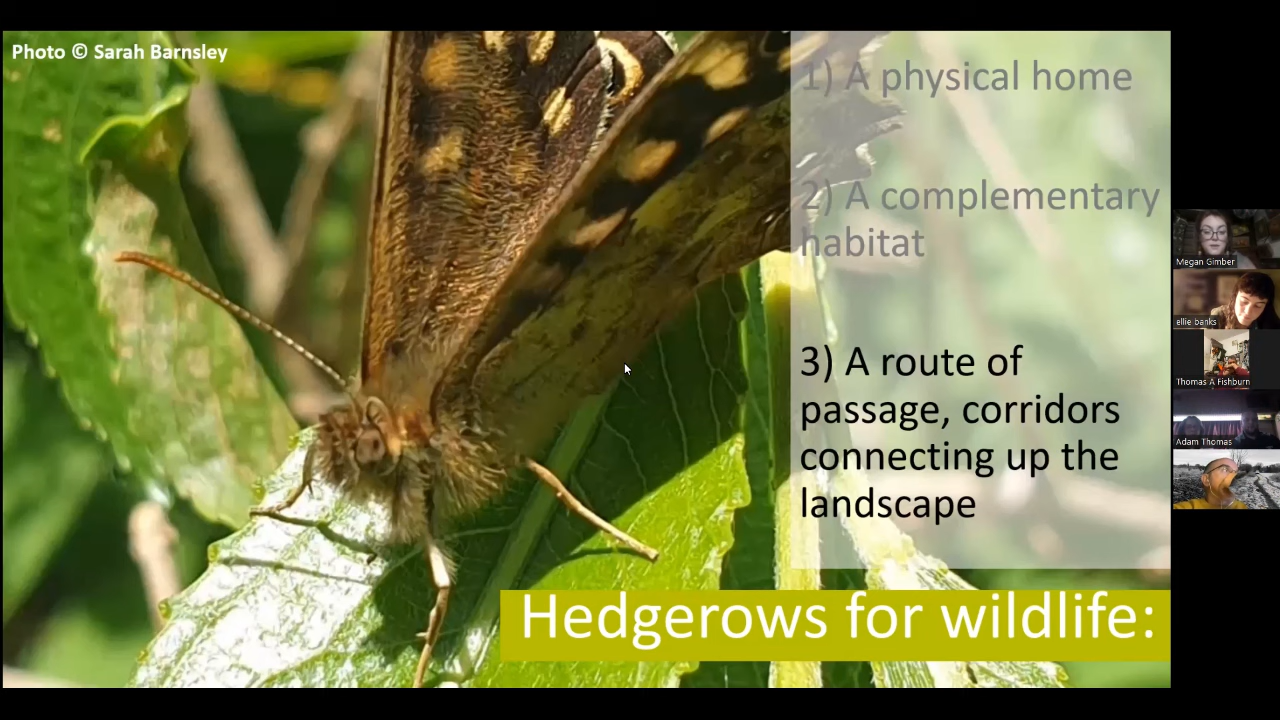 Photo © Sarah Barnsley
1) A physical home
2) A complementary
habitat
3) A route of
passage, corridors
connecting up the
landscape
Hedgerows for wildlife:
Megan Gimber
ellie banks
Thomas A Fishburn
Adam Thomas